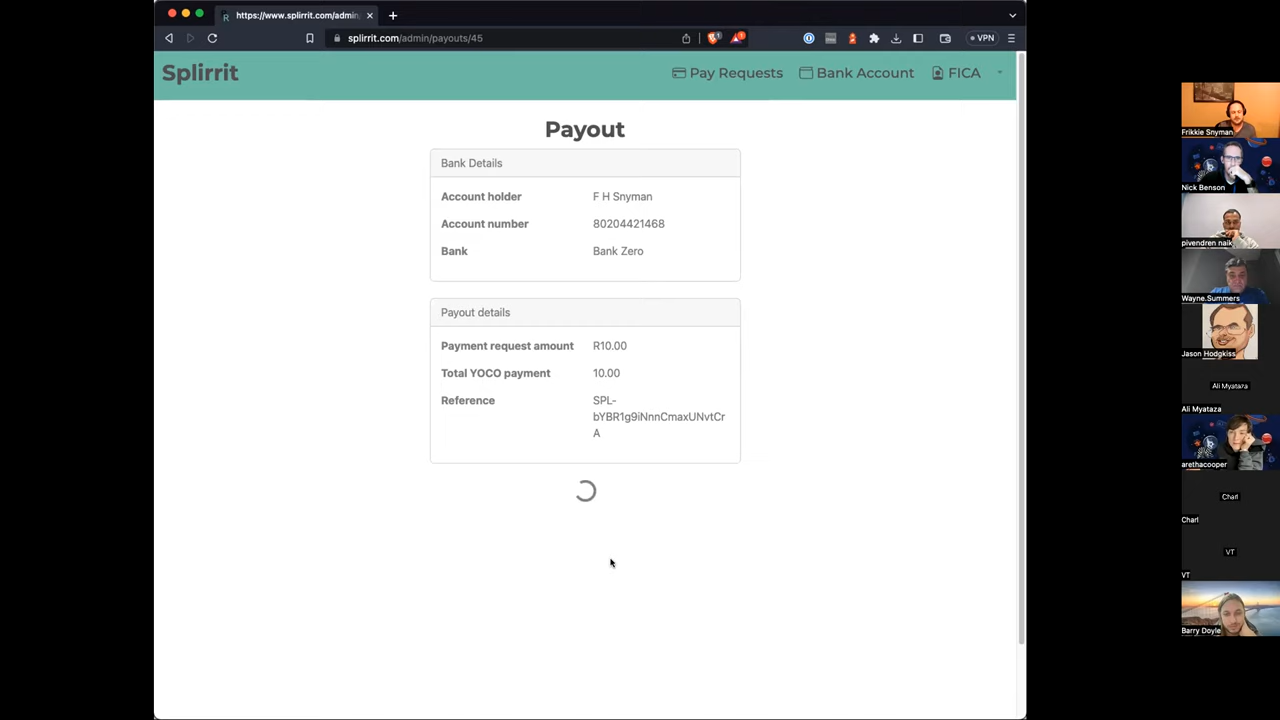 https://www.splirrit.com/admin
splirrit.com/admin/payouts/45
VPN
Splirrit
Pay Requests
Bank Account
FICA
Payout
Bank Details
Account holder F H Snyman
Account number 80204421468
Bank Bank Zero
Payout details
Payment request amount R10.00
Total YOCO payment 10.00
Reference SPL-
bYBR1g9iNnnCmaxUNvtCr
A
Frikkie Snyman
Nick Benson
pivendren naik
Wayne.Summers
Jason Hodgkiss
Ali Myataza
Ali Myataza
arethacooper
Charl
Charl
VT
VT
Barry Doyle